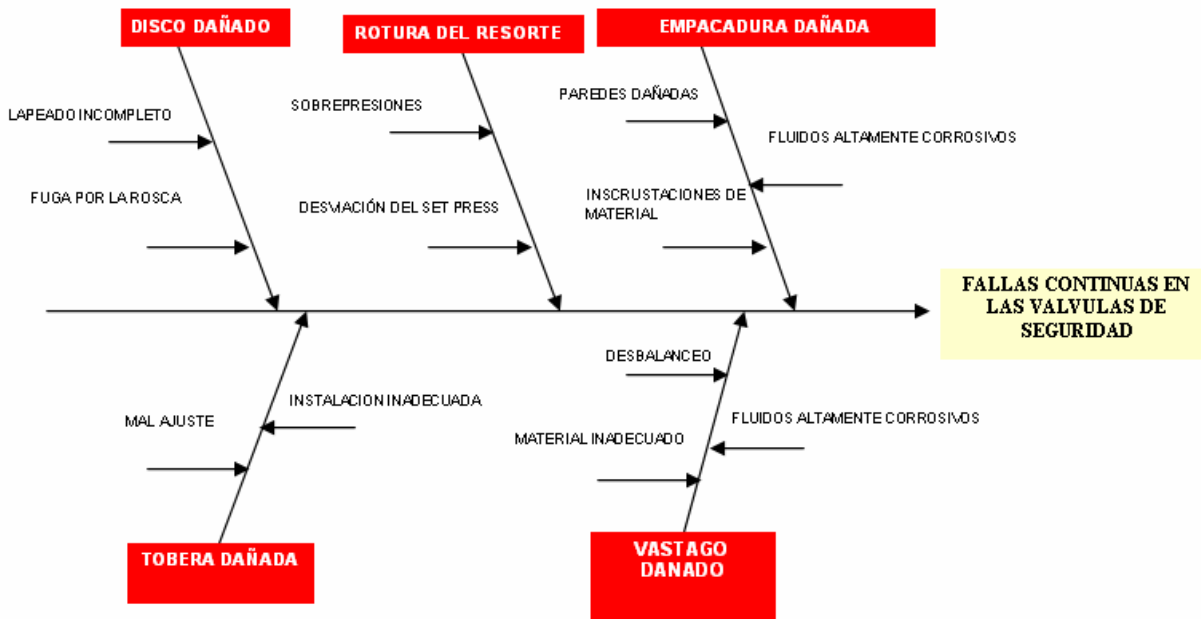 DISCO DAÑADO
ROTURA DEL RESORTE
EMPACADURA DAÑADA
LAPEADO INCOMPLETO
SOBREPRESIONES
PAREDES DAÑADAS
FLUIDOS ALTAMENTE CORROSIVOS
FUGA POR LA ROSCA
DESVIACIÓN DEL SET PRESS
INSCRUSTACIONES DE
MATERIAL
FALLAS CONTINUAS EN
LAS VALVULAS DE
SEGURIDAD
DESBALANCEO
MAL AJUSTE
INSTALACION INADECUADA
MATERIAL INADECUADO
FLUIDOS ALTAMENTE CORROSIVOS
TOBERA DAÑADA
VASTAGO
DANADO